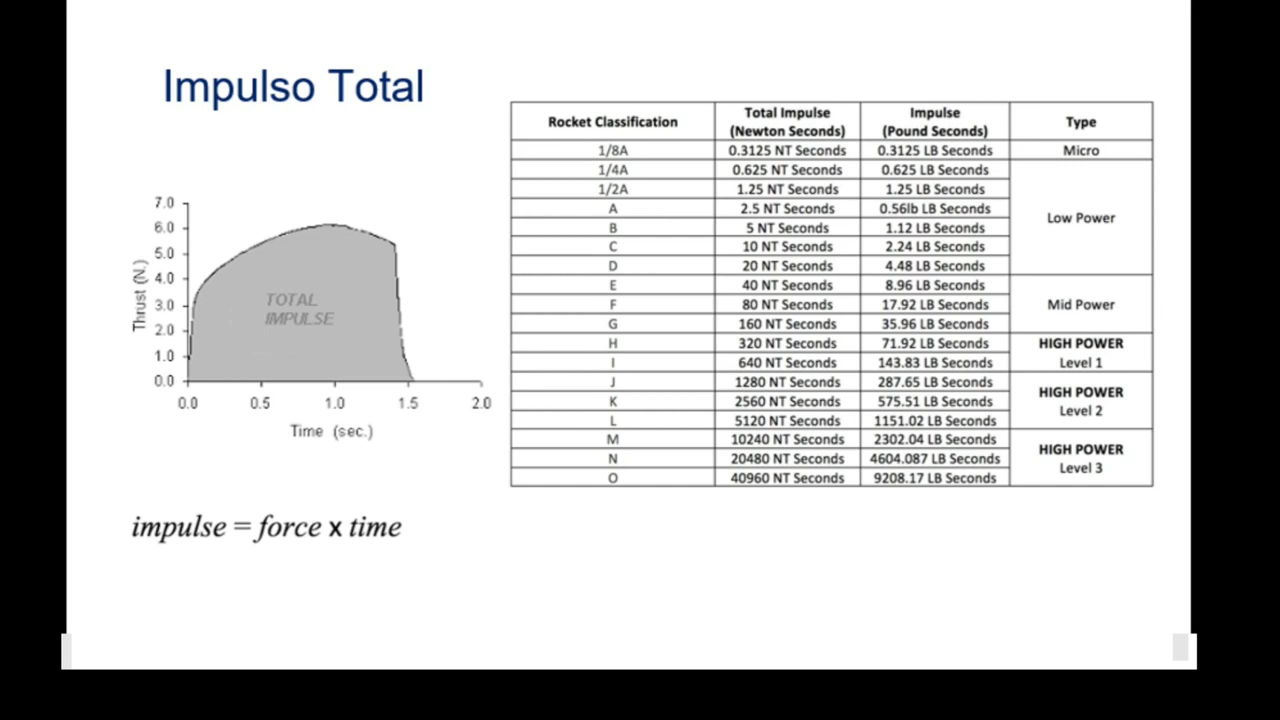 Impulso Total
7.0
6.0
5.0
4.0
3.0
2.0
1.0
0.0
Thrust (N.)
TOTAL
IMPULSE
0.0 0.5 1.0 1.5 2.0
Time (sec.)
impulse = force x time
Rocket Classification Total Impulse (Newton Seconds) Impulse (Pound Seconds) Type
1/8A 0.3125 NT Seconds 0.3125 LB Seconds Micro
1/4A 0.625 NT Seconds 0.625 LB Seconds
1/2A 1.25 NT Seconds 1.25 LB Seconds
A 2.5 NT Seconds 0.56lb LB Seconds
Low Power
B 5 NT Seconds 1.12 LB Seconds
C 10 NT Seconds 2.24 LB Seconds
D 20 NT Seconds 4.48 LB Seconds
E 40 NT Seconds 8.96 LB Seconds
F 80 NT Seconds 17.92 LB Seconds Mid Power
G 160 NT Seconds 35.96 LB Seconds
H 320 NT Seconds 71.92 LB Seconds HIGH POWER
I 640 NT Seconds 143.83 LB Seconds Level 1
J 1280 NT Seconds 287.65 LB Seconds
HIGH POWER
K 2560 NT Seconds 575.51 LB Seconds
Level 2
L 5120 NT Seconds 1151.02 LB Seconds
M 10240 NT Seconds 2302.04 LB Seconds
HIGH POWER
N 20480 NT Seconds 4604.087 LB Seconds
Level 3
O 40960 NT Seconds 9208.17 LB Seconds